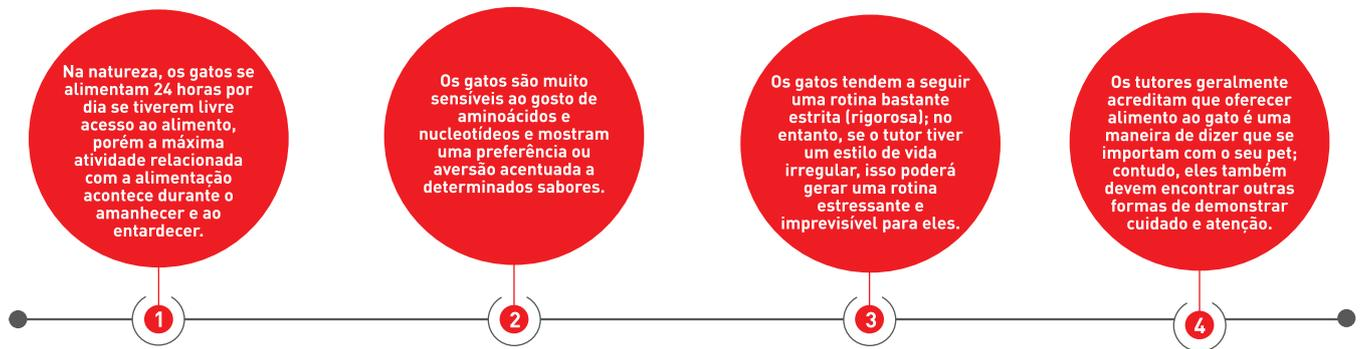 Na natureza, os gatos se
alimentam 24 horas por
dia se tiverem livre
acesso ao alimento,
porém a máxima
atividade relacionada
com a alimentação
acontece durante o
amanhecer e ao
entardecer.
1
Os gatos são muito
sensíveis ao gosto de
aminoácidos e
nucleotídeos e mostram
uma preferência ou
aversão acentuada a
determinados sabores.
2
Os gatos tendem a seguir
uma rotina bastante
estrita (rigorosa); no
entanto, se o tutor tiver
um estilo de vida
irregular, isso poderá
gerar uma rotina
estressante e
imprevisível para eles.
3
Os tutores geralmente
acreditam que oferecer
alimento ao gato é uma
maneira de dizer que se
importam com o seu pet;
contudo, eles também
devem encontrar outras
formas de demonstrar
cuidado e atenção.
4